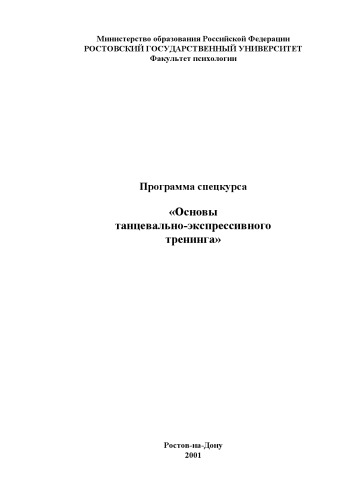 Министерство образования Российской Федерации
РОСТОВСКИЙ ГОСУДАРСТВЕННЫЙ УНИВЕРСИТЕТ
Факультет психологии
Программа спецкурса
«Основы
танцевально-экспрессивного
тренинга»
Ростов-на-Дону
2001